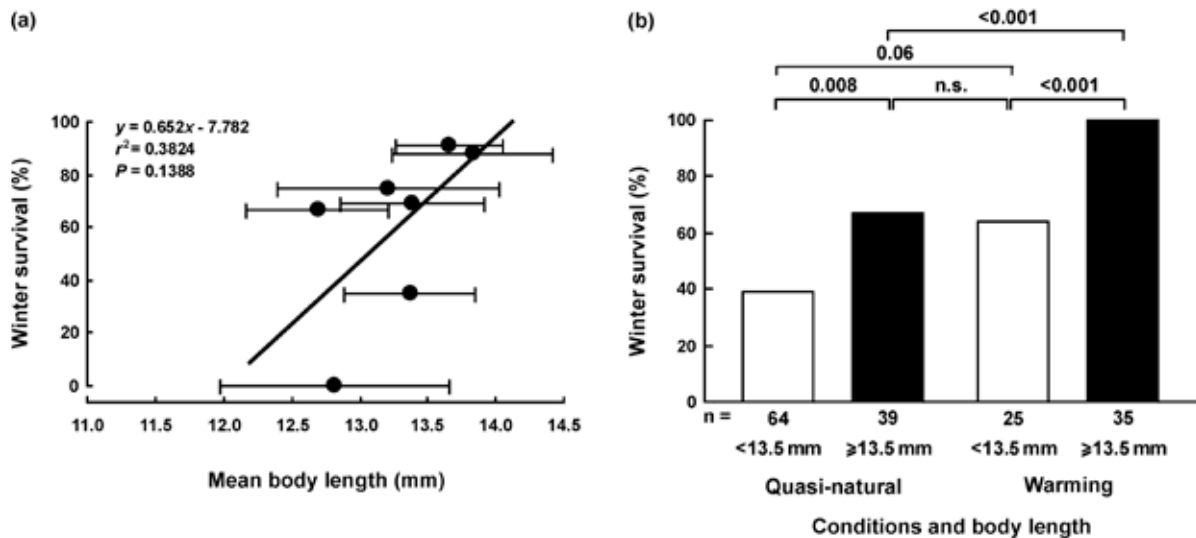 (a)
y = 0.652x - 7.782
r² = 0.3824
P = 0.1388
Winter survival (%)
100
80
60
40
20
0
11.0 11.5 12.0 12.5 13.0 13.5 14.0 14.5
Mean body length (mm)
(b)
<0.001
0.06
0.008 n.s. <0.001
Winter survival (%)
100
80
60
40
20
0
n = 64 39 25 35
<13.5 mm ⩾13.5 mm <13.5 mm ⩾13.5 mm
Quasi-natural Warming
Conditions and body length